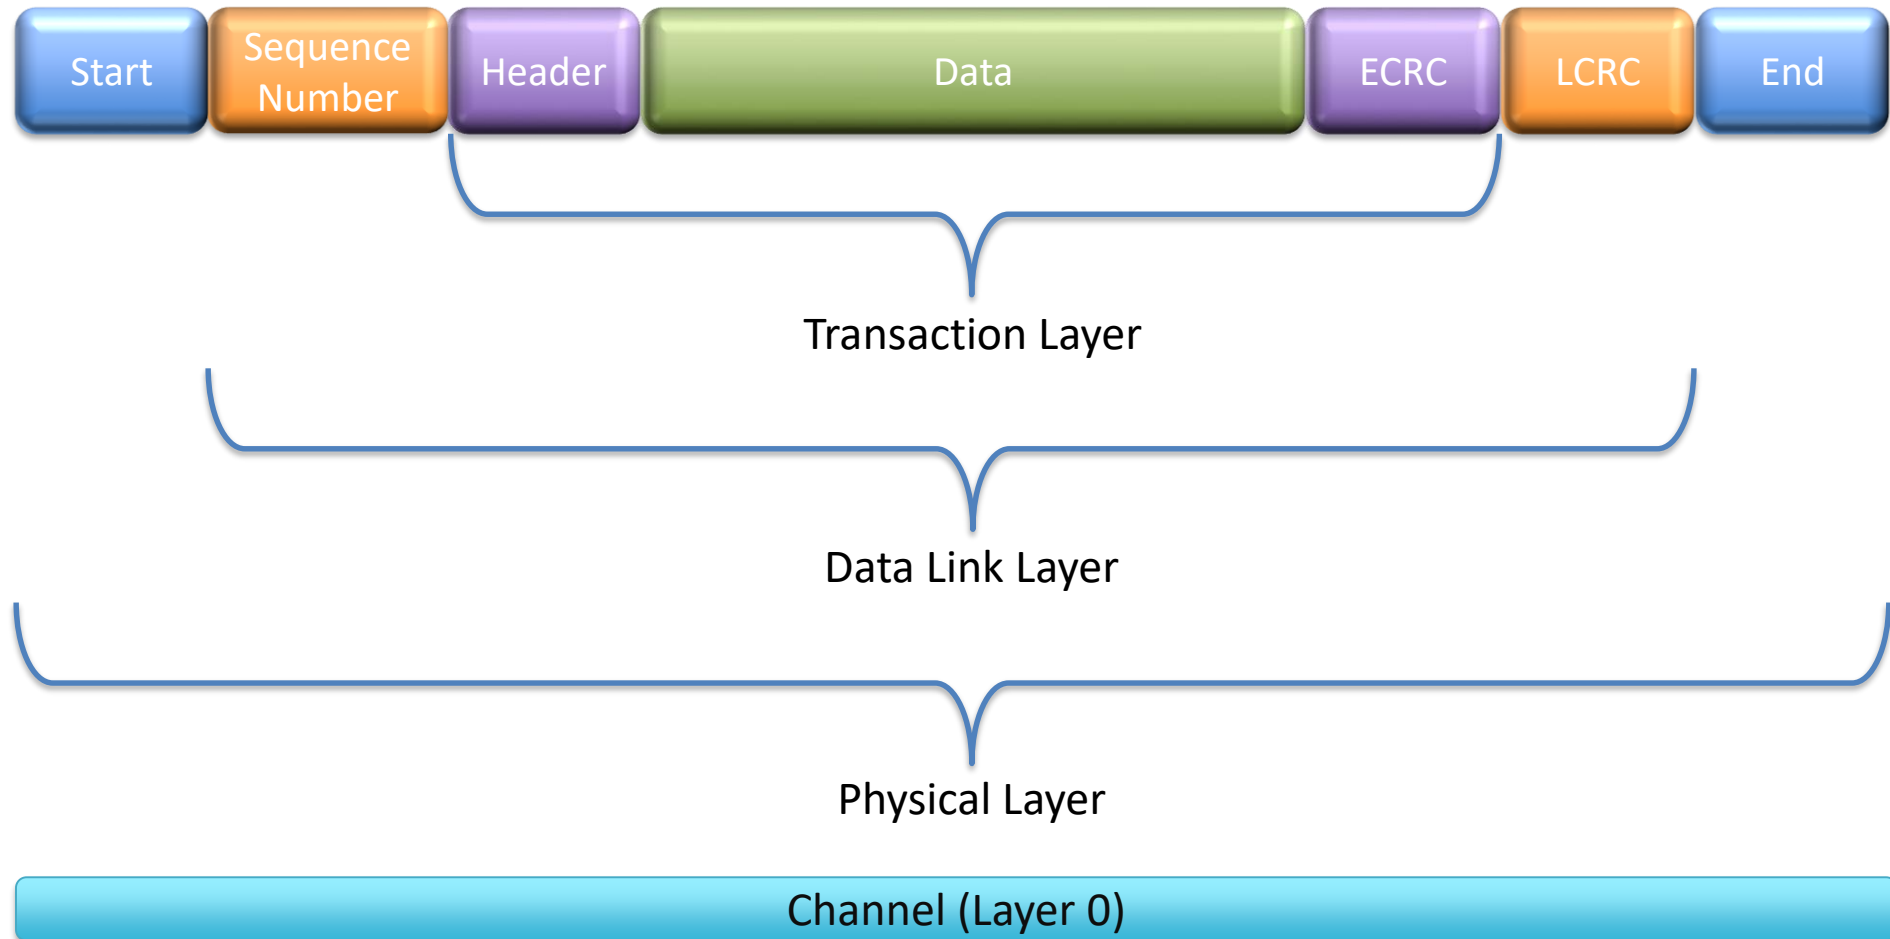 Start
Sequence
Number
Header
Data
ECRC
LCRC
End
Transaction Layer
Data Link Layer
Physical Layer
Channel (Layer 0)